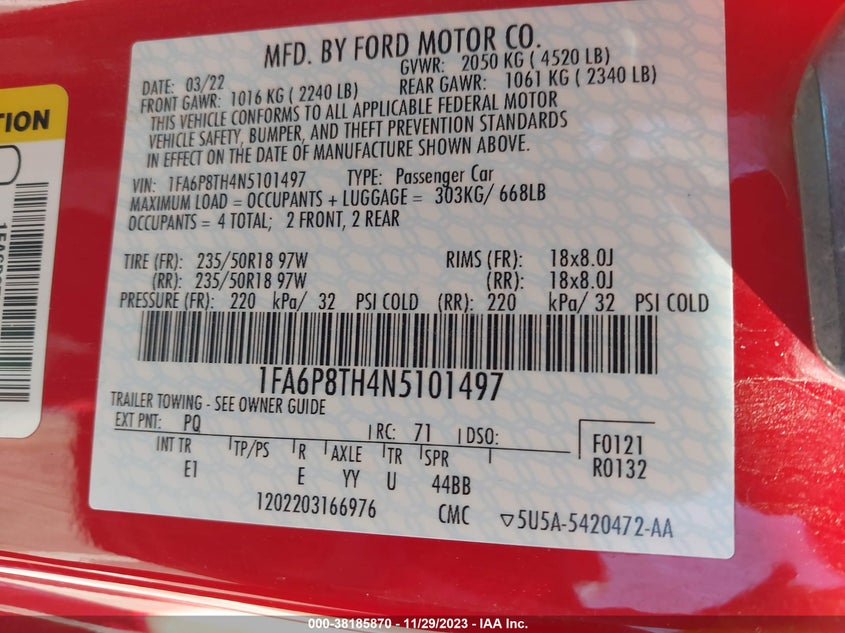 MFD. BY FORD MOTOR CO.
DATE: 03/22
GVWR: 2050 KG ( 4520 LB)
FRONT GAWR: 1016 KG ( 2240 LB)
REAR GAWR: 1061 KG ( 2340 LB)
THIS VEHICLE CONFORMS TO ALL APPLICABLE FEDERAL MOTOR
VEHICLE SAFETY, BUMPER, AND THEFT PREVENTION STANDARDS
IN EFFECT ON THE DATE OF MANUFACTURE SHOWN ABOVE.
VIN: 1FA6P8TH4N5101497 TYPE: Passenger Car
MAXIMUM LOAD = OCCUPANTS + LUGGAGE = 303KG/ 668LB
OCCUPANTS = 4 TOTAL; 2 FRONT, 2 REAR
TIRE (FR): 235/50R18 97W RIMS (FR): 18x8.0J
(RR): 235/50R18 97W (RR): 18x8.0J
PRESSURE (FR): 220 kPa/ 32 PSI COLD (RR): 220 kPa/ 32 PSI COLD
1FA6P8TH4N5101497
TRAILER TOWING - SEE OWNER GUIDE
EXT PNT: PQ RC: 71 DSO:
F0121
R0132
INT TR TP/PS R AXLE TR SPR
E1 E YY U 44BB
1202203166976 CMC ▽5U5A-5420472-AA
TION
000-38185870 | 11/29/2023 - IAA Inc.